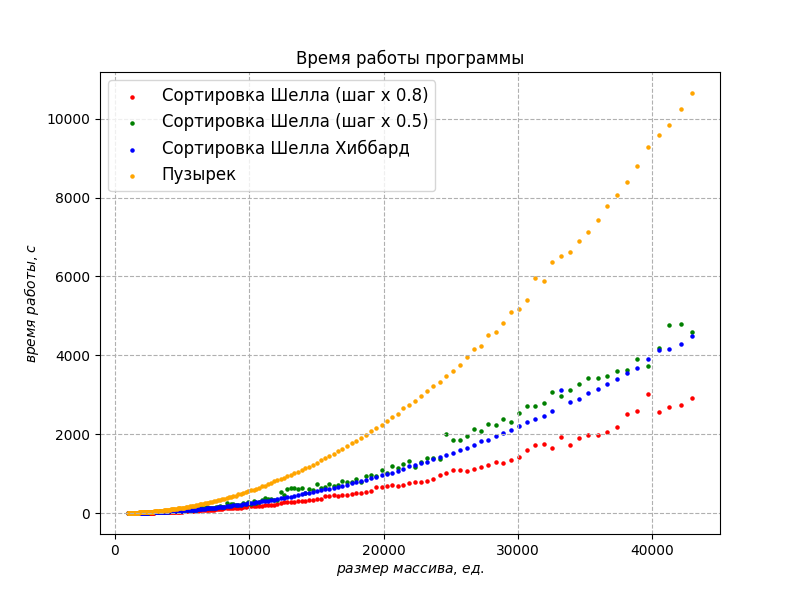 Время работы программы
Сортировка Шелла (шаг х 0.8)
Сортировка Шелла (шаг х 0.5)
Сортировка Шелла Хиббард
Пузырек
10000
8000
6000
4000
2000
0
время работы, с
0
10000
20000
30000
40000
размер массива, ед.